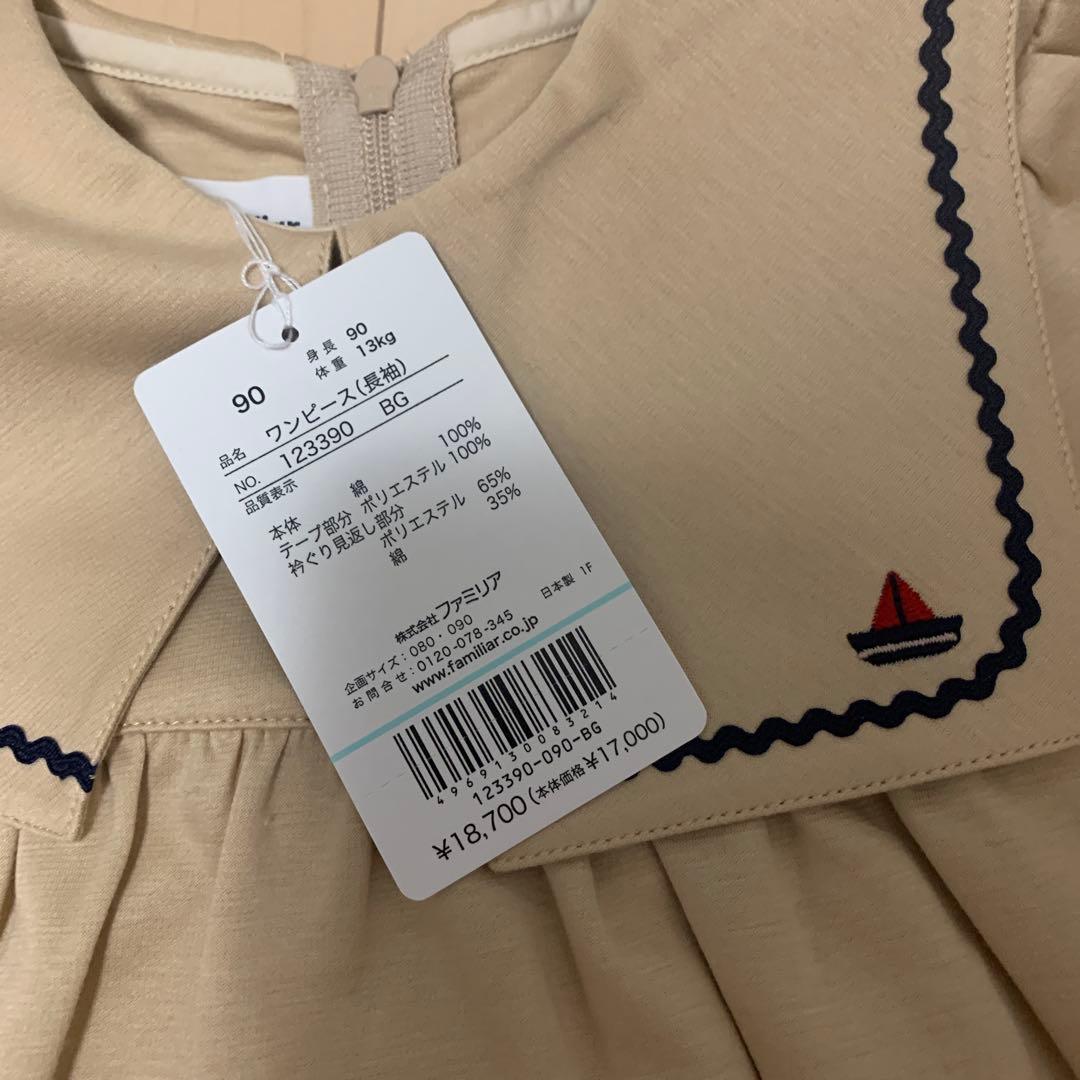 身長 90
体重 13kg
90
品名 ワンピース(長袖)
NO. 123390 BG
品質表示
本体 綿 100%
テープ部分 ポリエステル 100%
衿ぐり見返し部分
ポリエステル 65%
綿 35%
株式会社ファミリア
企画サイズ:080・090 日本製 1F
お問合せ:0120-078-345
www.familiar.co.jp
4969130083214
123390-090-BG
¥18,700(本体価格¥17,000)